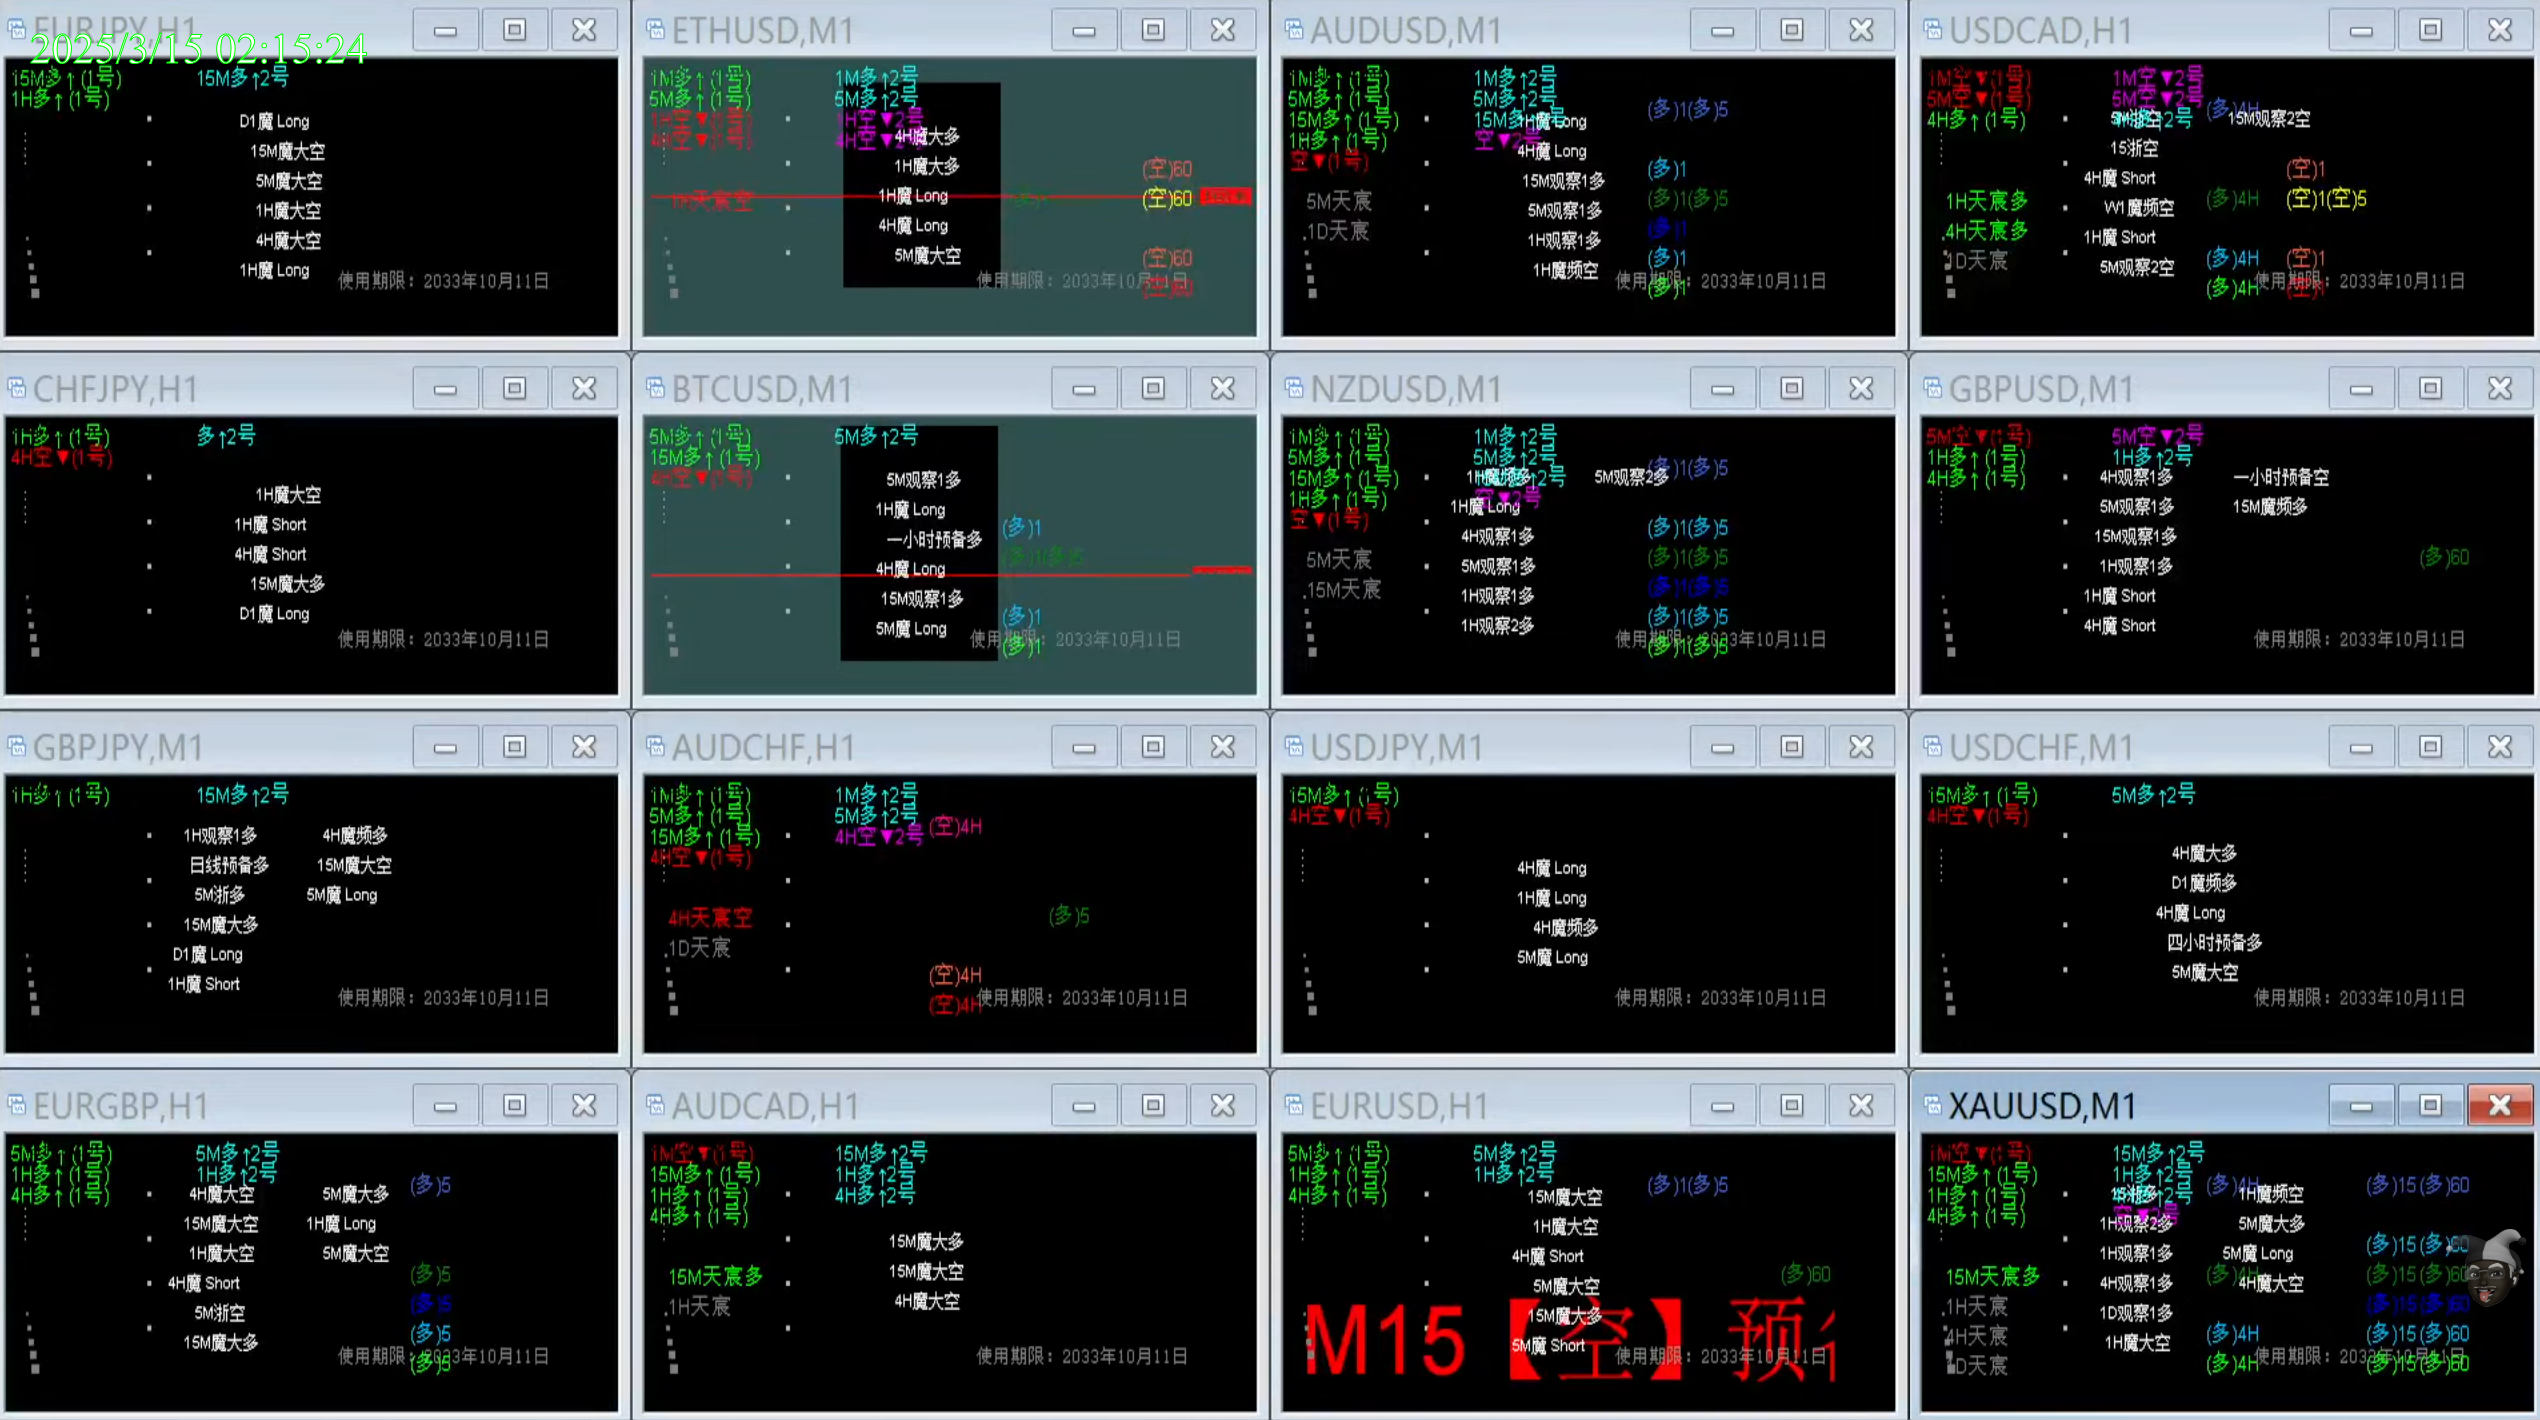 EURJPY,H1
2025/3/15 02:15:24
15M多↑(1号) 15M多↑2号
1H多↑(1号)
D1魔 Long
15M魔大空
5M魔大空
1H魔大空
4H魔大空
1H魔 Long
使用期限：2033年10月11日
ETHUSD,M1
1M多↑(1号) 1M多↑2号
5M多↑(1号) 5M多↑2号
1H空▼(1号) 1H空▼2号
4H空▼(1号) 4H空▼2号
4H魔大多
1H魔大多
(空)60
1H魔 Long
(空)60
4H魔 Long
5M魔大空
(空)60
使用期限：2033年10月11日
AUDUSD,M1
1M多↑(1号) 1M多↑2号
5M多↑(1号) 5M多↑2号
(多)1(多)5
15M多↑(1号)
1H多↑(1号) 空▼2号
空▼(1号)
4H魔 Long
15M观察1多
(多)1
5M天宸
5M观察1多
(多)1(多)5
1D天宸
1H观察1多
(多)1
1H魔频空
(多)1
使用期限：2033年10月11日
USDCAD,H1
1M空▼(1号) 1M空▼2号
5M空▼(1号) 5M空▼2号
4H多↑(1号)
(多)4H
15M观察2空
15浙空
4H魔 Short
(空)1
1H天宸多
W1魔频空
(多)4H (空)1(空)5
4H天宸多
1H魔 Short
1D天宸
5M观察2空
(多)4H (空)1
(多)4H
使用期限：2033年10月11日
CHFJPY,H1
1H多↑(1号) 多↑2号
4H空▼(1号)
1H魔大空
1H魔 Short
4H魔 Short
15M魔大多
D1魔 Long
使用期限：2033年10月11日
BTCUSD,M1
5M多↑(1号) 5M多↑2号
15M多↑(1号)
4H空▼(1号)
5M观察1多
1H魔 Long
一小时预备多
(多)1
4H魔 Long
15M观察1多
(多)1
5M魔 Long
(多)1
使用期限：2033年10月11日
NZDUSD,M1
1M多↑(1号) 1M多↑2号
5M多↑(1号) 5M多↑2号
15M多↑(1号)
5M观察2多
(多)1(多)5
1H多↑(1号)
1H魔 Long
空▼(1号)
4H观察1多
(多)1(多)5
5M天宸
5M观察1多
(多)1(多)5
15M天宸
1H观察1多
(多)1(多)5
1H观察2多
(多)1(多)5
(多)1(多)5
使用期限：2033年10月11日
GBPUSD,M1
5M空▼(1号) 5M空▼2号
1H多↑(1号) 1H多↑2号
4H多↑(1号)
4H观察1多 一小时预备空
5M观察1多 15M魔频多
15M观察1多
1H观察1多
(多)60
1H魔 Short
4H魔 Short
使用期限：2033年10月11日
GBPJPY,M1
1H多↑(1号) 15M多↑2号
1H观察1多 4H魔频多
日线预备多 15M魔大空
5M浙多 5M魔 Long
15M魔大多
D1魔 Long
1H魔 Short
使用期限：2033年10月11日
AUDCHF,H1
1M多↑(1号) 1M多↑2号
5M多↑(1号) 5M多↑2号
15M多↑(1号) 4H空▼2号
(空)4H
4H空▼(1号)
4H天宸空
(多)5
1D天宸
(空)4H
(空)4H
使用期限：2033年10月11日
USDJPY,M1
15M多↑(1号)
4H空▼(1号)
4H魔 Long
1H魔 Long
4H魔频多
5M魔 Long
使用期限：2033年10月11日
USDCHF,M1
15M多↑(1号) 5M多↑2号
4H空▼(1号)
4H魔大多
D1魔频多
4H魔 Long
四小时预备多
5M魔大空
使用期限：2033年10月11日
EURGBP,H1
5M多↑(1号) 5M多↑2号
1H多↑(1号) 1H多↑2号
4H多↑(1号)
4H魔大空 5M魔大多
(多)5
15M魔大空 1H魔 Long
1H魔大空 5M魔大空
4H魔 Short
(多)5
5M浙空
(多)5
15M魔大多
(多)5
(多)5
使用期限：2033年10月11日
AUDCAD,H1
1M空▼(1号) 15M多↑2号
15M多↑(1号) 1H多↑2号
1H多↑(1号) 4H多↑2号
4H多↑(1号)
15M魔大多
15M天宸多
15M魔大空
1H天宸
4H魔大空
使用期限：2033年10月11日
EURUSD,H1
5M多↑(1号) 5M多↑2号
1H多↑(1号) 1H多↑2号
4H多↑(1号)
(多)1(多)5
15M魔大空
1H魔大空
4H魔 Short
5M魔大空
(多)60
15M魔大多
5M魔 Short
M15【空】预
使用期限：2033年10月11日
XAUUSD,M1
1M空▼(1号) 15M多↑2号
15M多↑(1号) 1H多↑2号
1H多↑(1号)
4H多↑(1号)
1H魔频空
(多)15(多)60
1H观察2多 5M魔大多
1H观察1多 5M魔 Long
(多)15(多)60
15M天宸多
4H观察1多 4H魔大空
(多)15(多)60
1H天宸
1D观察1多
(多)15(多)60
4H天宸
1H魔大空
(多)4H (多)15(多)60
1D天宸
(多)4H (多)15(多)60
使用期限：2033年10月11日